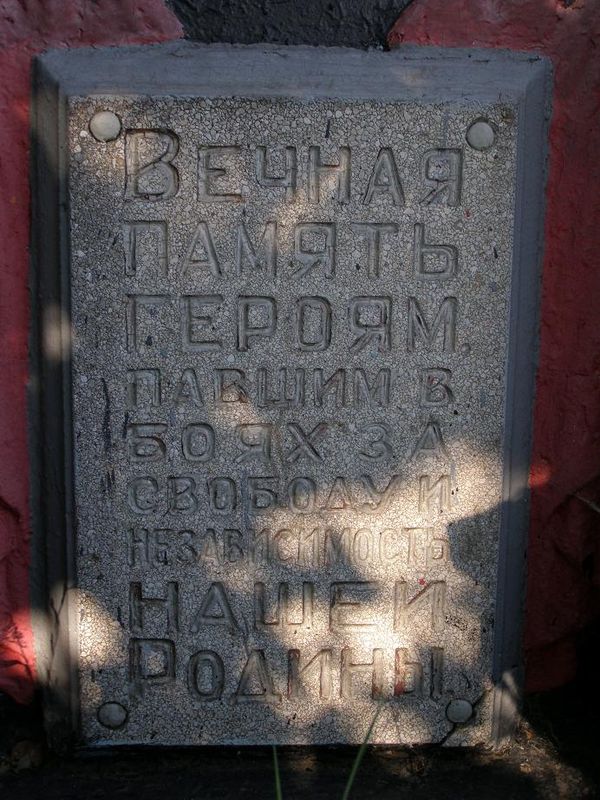 Вечная
память
героям,
павшим в
боях за
свободу и
независимость
нашей
Родины.